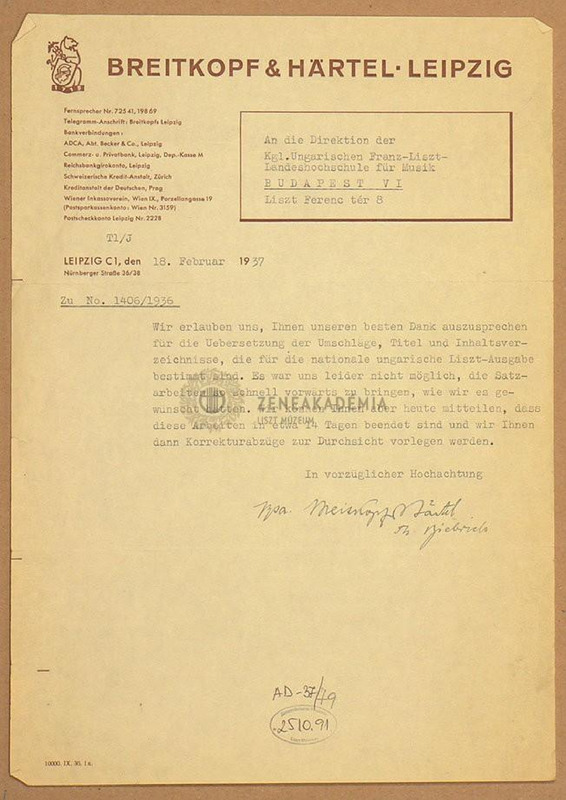 1719
BREITKOPF & HÄRTEL · LEIPZIG
Fernsprecher Nr. 725 41, 198 69
Telegramm-Anschrift: Breitkopfs Leipzig
Bankverbindungen:
ADCA, Abt. Becker & Co., Leipzig
Commerz- u. Privatbank, Leipzig, Dep.-Kasse M
Reichsbankgirokonto, Leipzig
Schweizerische Kredit-Anstalt, Zürich
Kreditanstalt der Deutschen, Prag
Wiener Inkassoverein, Wien IX., Porzellangasse 19
(Postsparkassenkonto: Wien Nr. 3159)
Postscheckkonto Leipzig Nr. 2228
An die Direktion der
Kgl.Ungarischen Franz-Liszt-
Landeshochschule für Musik
BUDAPEST VI
Liszt Ferenc tér 8
Tl/J
LEIPZIG C1, den 18. Februar 1937
Nürnberger Straße 36/38
Zu No. 1406/1936
Wir erlauben uns, Ihnen unseren besten Dank auszusprechen
für die Uebersetzung der Umschläge, Titel und Inhaltsver-
zeichnisse, die für die nationale ungarische Liszt-Ausgabe
bestimmt sind. Es war uns leider nicht möglich, die Satz-
arbeiten so schnell vorwärts zu bringen, wie wir es ge-
wünscht hätten. Wir können Ihnen aber heute mitteilen, dass
diese Arbeiten in etwa 14 Tagen beendet sind und wir Ihnen
dann Korrekturabzüge zur Durchsicht vorlegen werden.
ZENEAKADÉMIA
LISZT MÚZEUM
In vorzüglicher Hochachtung
ppa. Breitkopf & Härtel
AD-37/79
2510.91
10000. IX. 36. Ia.